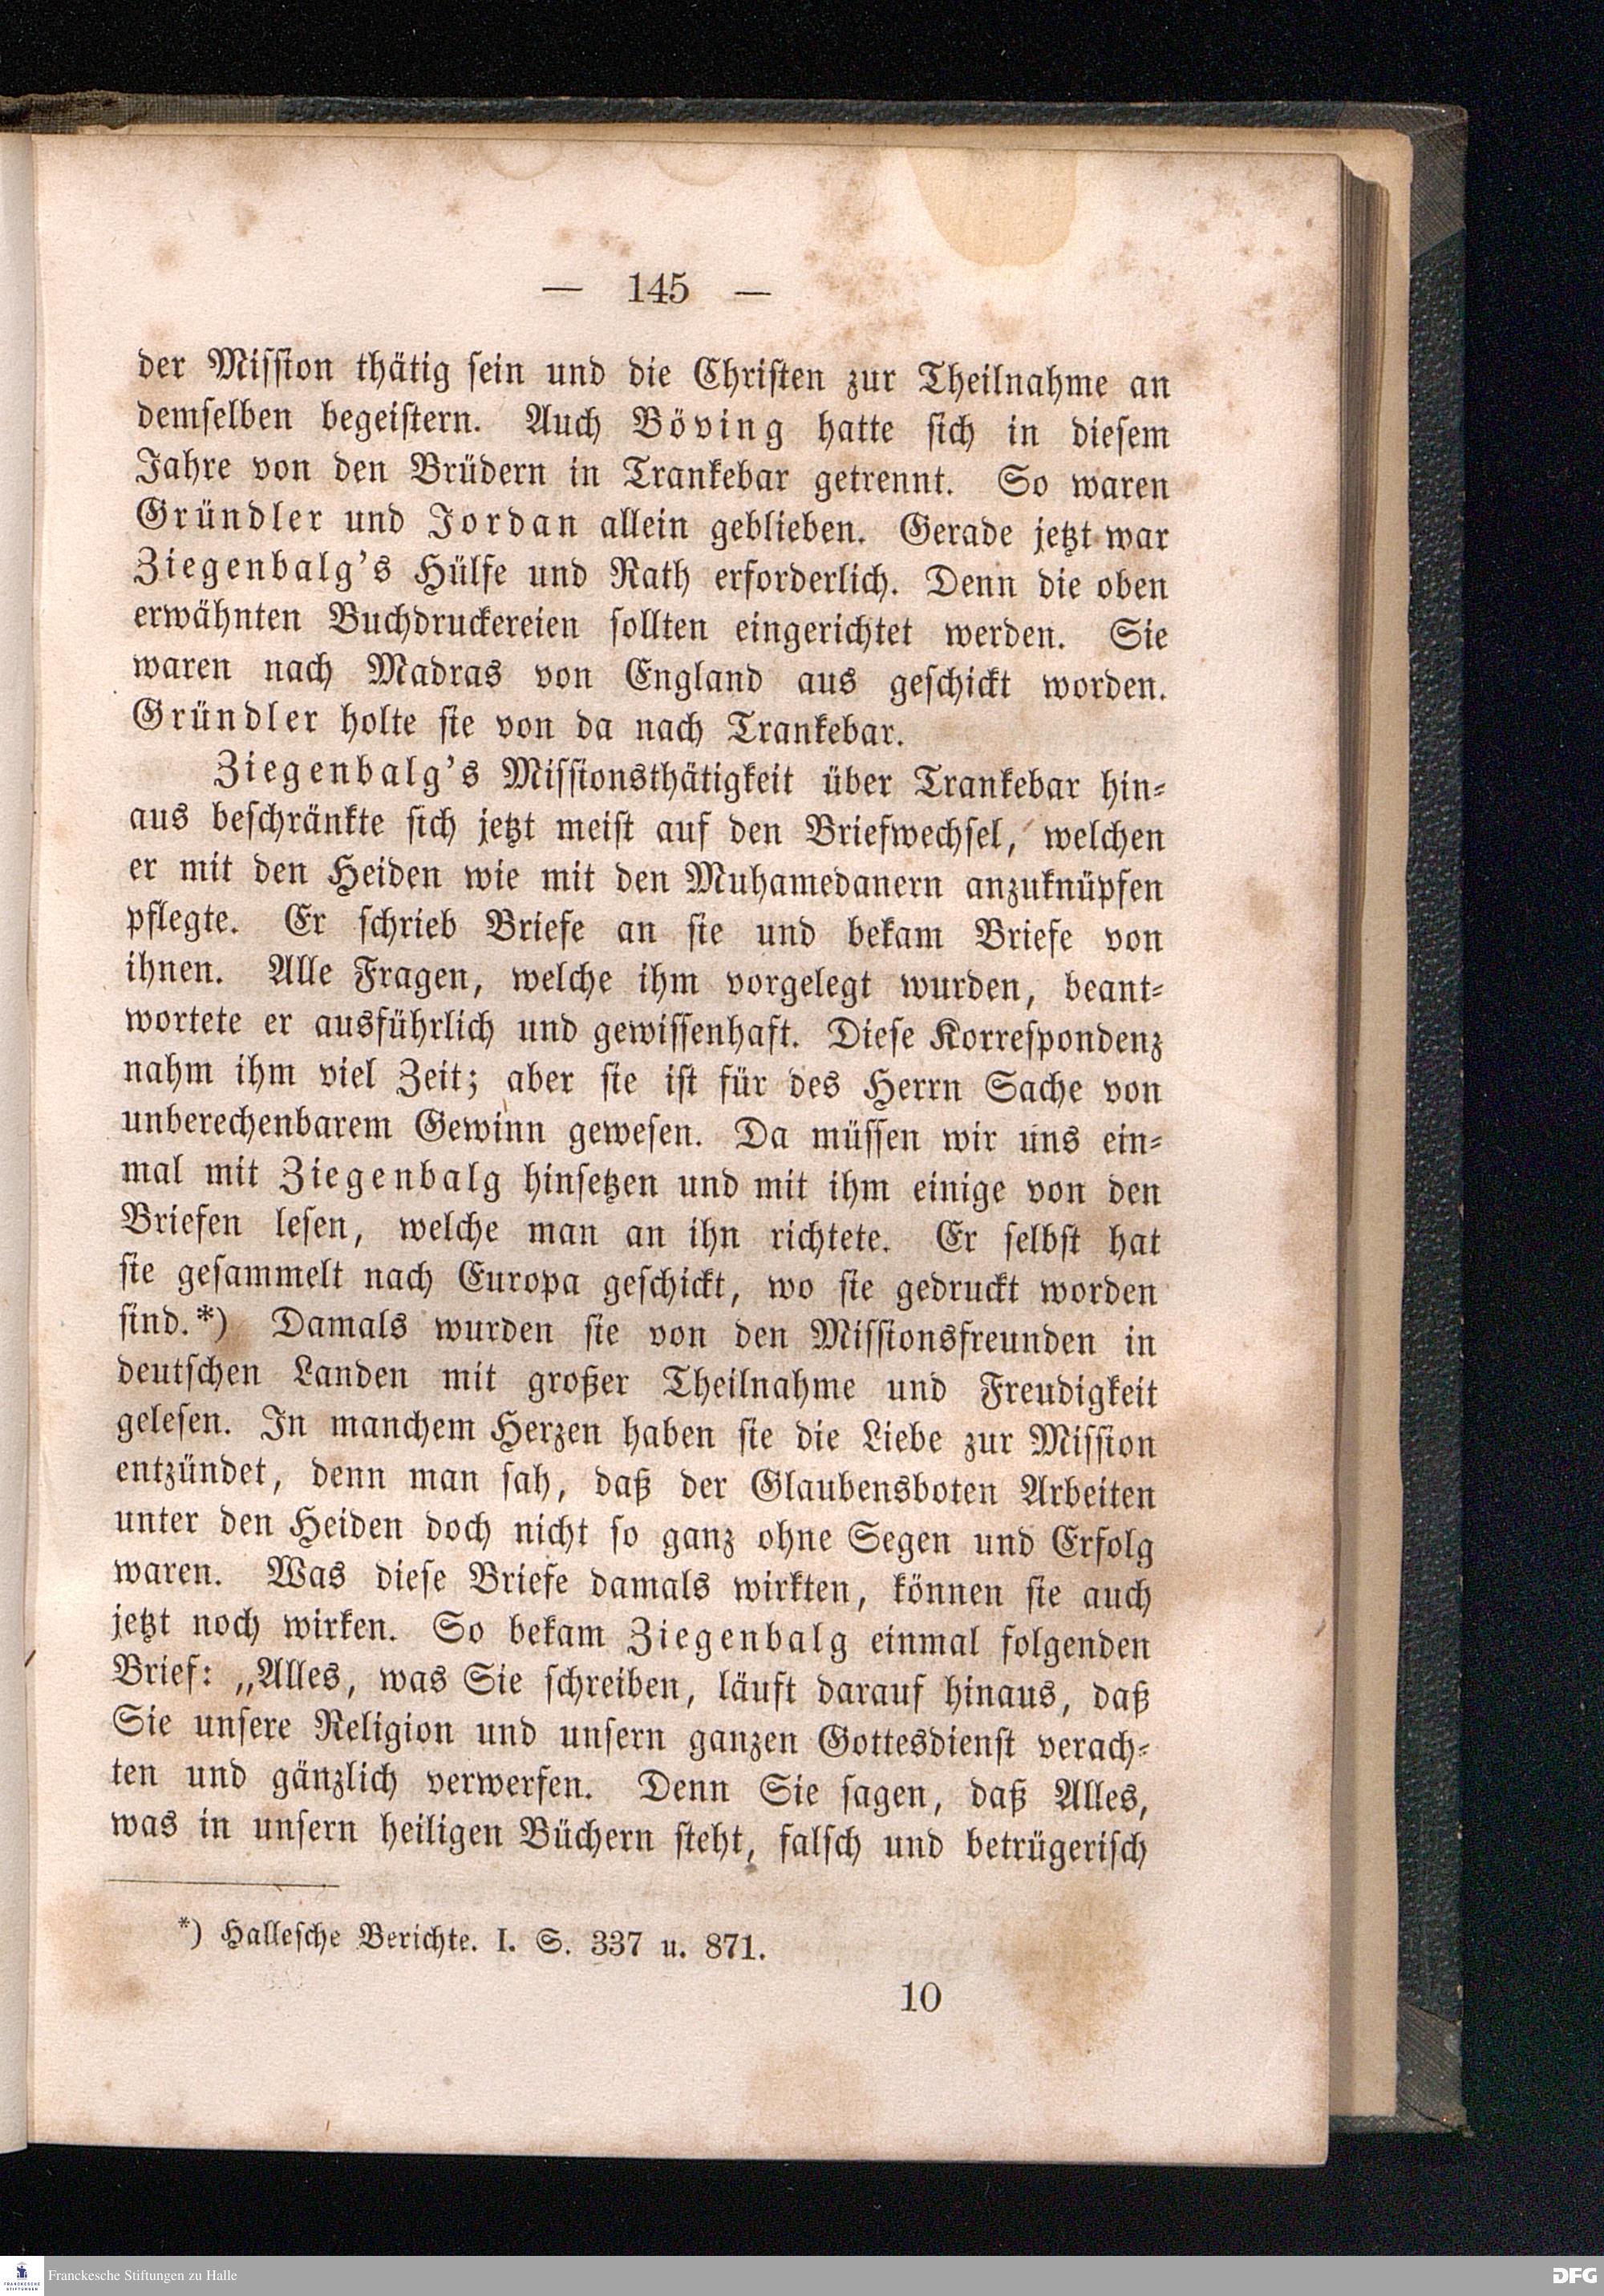 — 145 —
der Mission thätig sein und die Christen zur Theilnahme an
demselben begeistern. Auch Böving hatte sich in diesem
Jahre von den Brüdern in Trankebar getrennt. So waren
Gründler und Jordan allein geblieben. Gerade jetzt war
Ziegenbalg's Hülfe und Rath erforderlich. Denn die oben
erwähnten Buchdruckereien sollten eingerichtet werden. Sie
waren nach Madras von England aus geschickt worden.
Gründler holte sie von da nach Trankebar.
Ziegenbalg's Missionsthätigkeit über Trankebar hin-
aus beschränkte sich jetzt meist auf den Briefwechsel, welchen
er mit den Heiden wie mit den Muhamedanern anzuknüpfen
pflegte. Er schrieb Briefe an sie und bekam Briefe von
ihnen. Alle Fragen, welche ihm vorgelegt wurden, beant-
wortete er ausführlich und gewissenhaft. Diese Korrespondenz
nahm ihm viel Zeit; aber sie ist für des Herrn Sache von
unberechenbarem Gewinn gewesen. Da müssen wir uns ein-
mal mit Ziegenbalg hinsetzen und mit ihm einige von den
Briefen lesen, welche man an ihn richtete. Er selbst hat
sie gesammelt nach Europa geschickt, wo sie gedruckt worden
sind.*) Damals wurden sie von den Missionsfreunden in
deutschen Landen mit großer Theilnahme und Freudigkeit
gelesen. In manchem Herzen haben sie die Liebe zur Mission
entzündet, denn man sah, daß der Glaubensboten Arbeiten
unter den Heiden doch nicht so ganz ohne Segen und Erfolg
waren. Was diese Briefe damals wirkten, können sie auch
jetzt noch wirken. So bekam Ziegenbalg einmal folgenden
Brief: „Alles, was Sie schreiben, läuft darauf hinaus, daß
Sie unsere Religion und unsern ganzen Gottesdienst verach-
ten und gänzlich verwerfen. Denn Sie sagen, daß Alles,
was in unsern heiligen Büchern steht, falsch und betrügerisch
*) Hallesche Berichte. I. S. 337 u. 871.
10
FRANCKESCHE STIFTUNGEN
Franckesche Stiftungen zu Halle
DFG